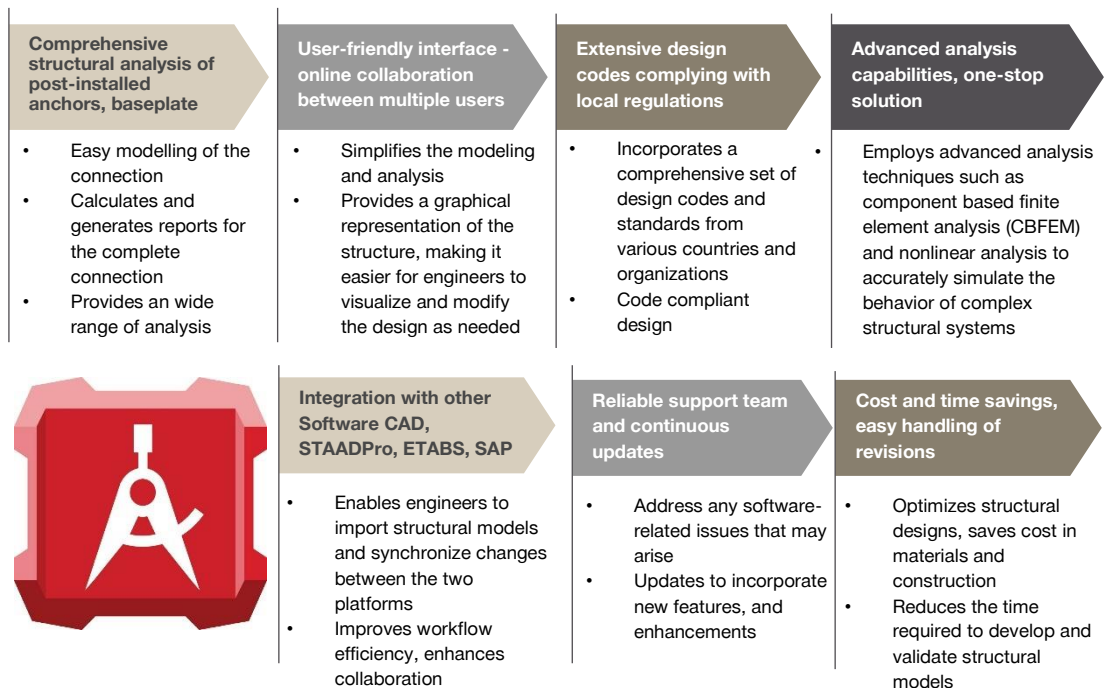 Comprehensive
structural analysis of
post-installed
anchors, baseplate
• Easy modelling of the
connection
• Calculates and
generates reports for
the complete
connection
• Provides an wide
range of analysis
User-friendly interface -
online collaboration
between multiple users
• Simplifies the modeling
and analysis
• Provides a graphical
representation of the
structure, making it
easier for engineers to
visualize and modify
the design as needed
Extensive design
codes complying with
local regulations
• Incorporates a
comprehensive set of
design codes and
standards from
various countries and
organizations
• Code compliant
design
Advanced analysis
capabilities, one-stop
solution
• Employs advanced analysis
techniques such as
component based finite
element analysis (CBFEM)
and nonlinear analysis to
accurately simulate the
behavior of complex
structural systems
Integration with other
Software CAD,
STAADPro, ETABS, SAP
• Enables engineers to
import structural models
and synchronize changes
between the two
platforms
• Improves workflow
efficiency, enhances
collaboration
Reliable support team
and continuous
updates
• Address any software-
related issues that may
arise
• Updates to incorporate
new features, and
enhancements
Cost and time savings,
easy handling of
revisions
• Optimizes structural
designs, saves cost in
materials and
construction
• Reduces the time
required to develop and
validate structural
models